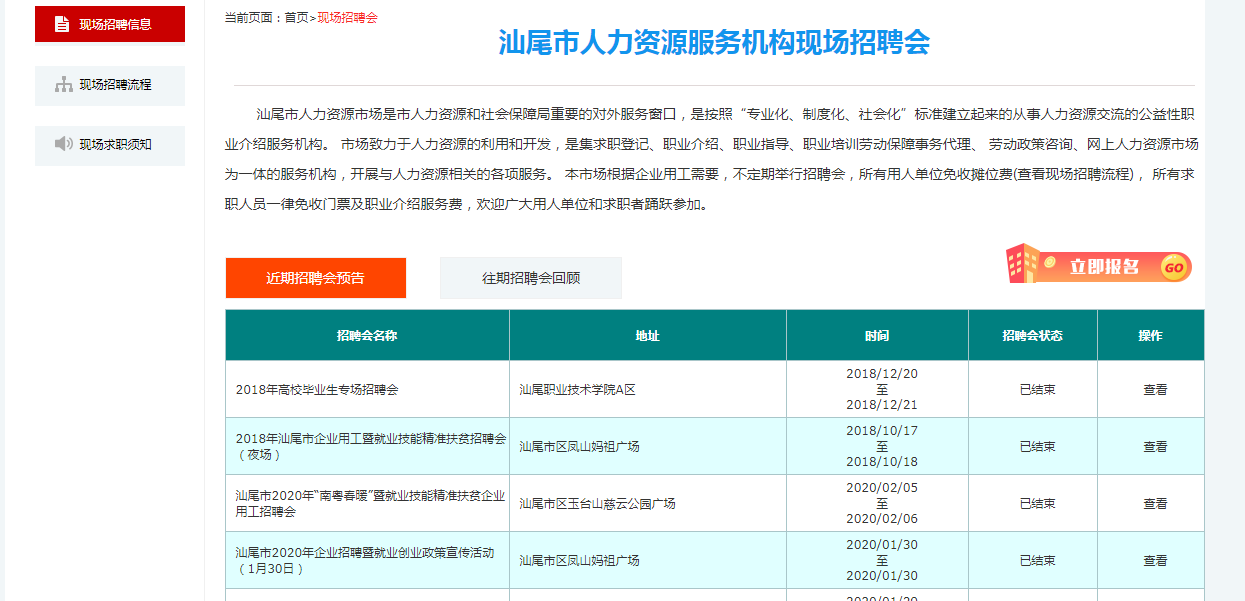 现场招聘信息
现场招聘流程
现场求职须知
当前页面：首页>现场招聘会
汕尾市人力资源服务机构现场招聘会
汕尾市人力资源市场是市人力资源和社会保障局重要的对外服务窗口，是按照“专业化、制度化、社会化”标准建立起来的从事人力资源交流的公益性职
业介绍服务机构。 市场致力于人力资源的利用和开发，是集求职登记、职业介绍、职业指导、职业培训劳动保障事务代理、 劳动政策咨询、网上人力资源市场
为一体的服务机构，开展与人力资源相关的各项服务。 本市场根据企业用工需要，不定期举行招聘会，所有用人单位免收摊位费(查看现场招聘流程)， 所有求
职人员一律免收门票及职业介绍服务费，欢迎广大用人单位和求职者踊跃参加。
近期招聘会预告
往期招聘会回顾
立即报名 GO
招聘会名称 地址 时间 招聘会状态 操作
2018年高校毕业生专场招聘会 汕尾职业技术学院A区 2018/12/20
至
2018/12/21
已结束 查看
2018年汕尾市企业用工暨就业技能精准扶贫招聘会
（夜场）
汕尾市区凤山妈祖广场 2018/10/17
至
2018/10/18
已结束 查看
汕尾市2020年“南粤春暖”暨就业技能精准扶贫企业
用工招聘会
汕尾市区玉台山慈云公园广场 2020/02/05
至
2020/02/06
已结束 查看
汕尾市2020年企业招聘暨就业创业政策宣传活动
（1月30日）
汕尾市区凤山妈祖广场 2020/01/30
至
2020/01/30
已结束 查看